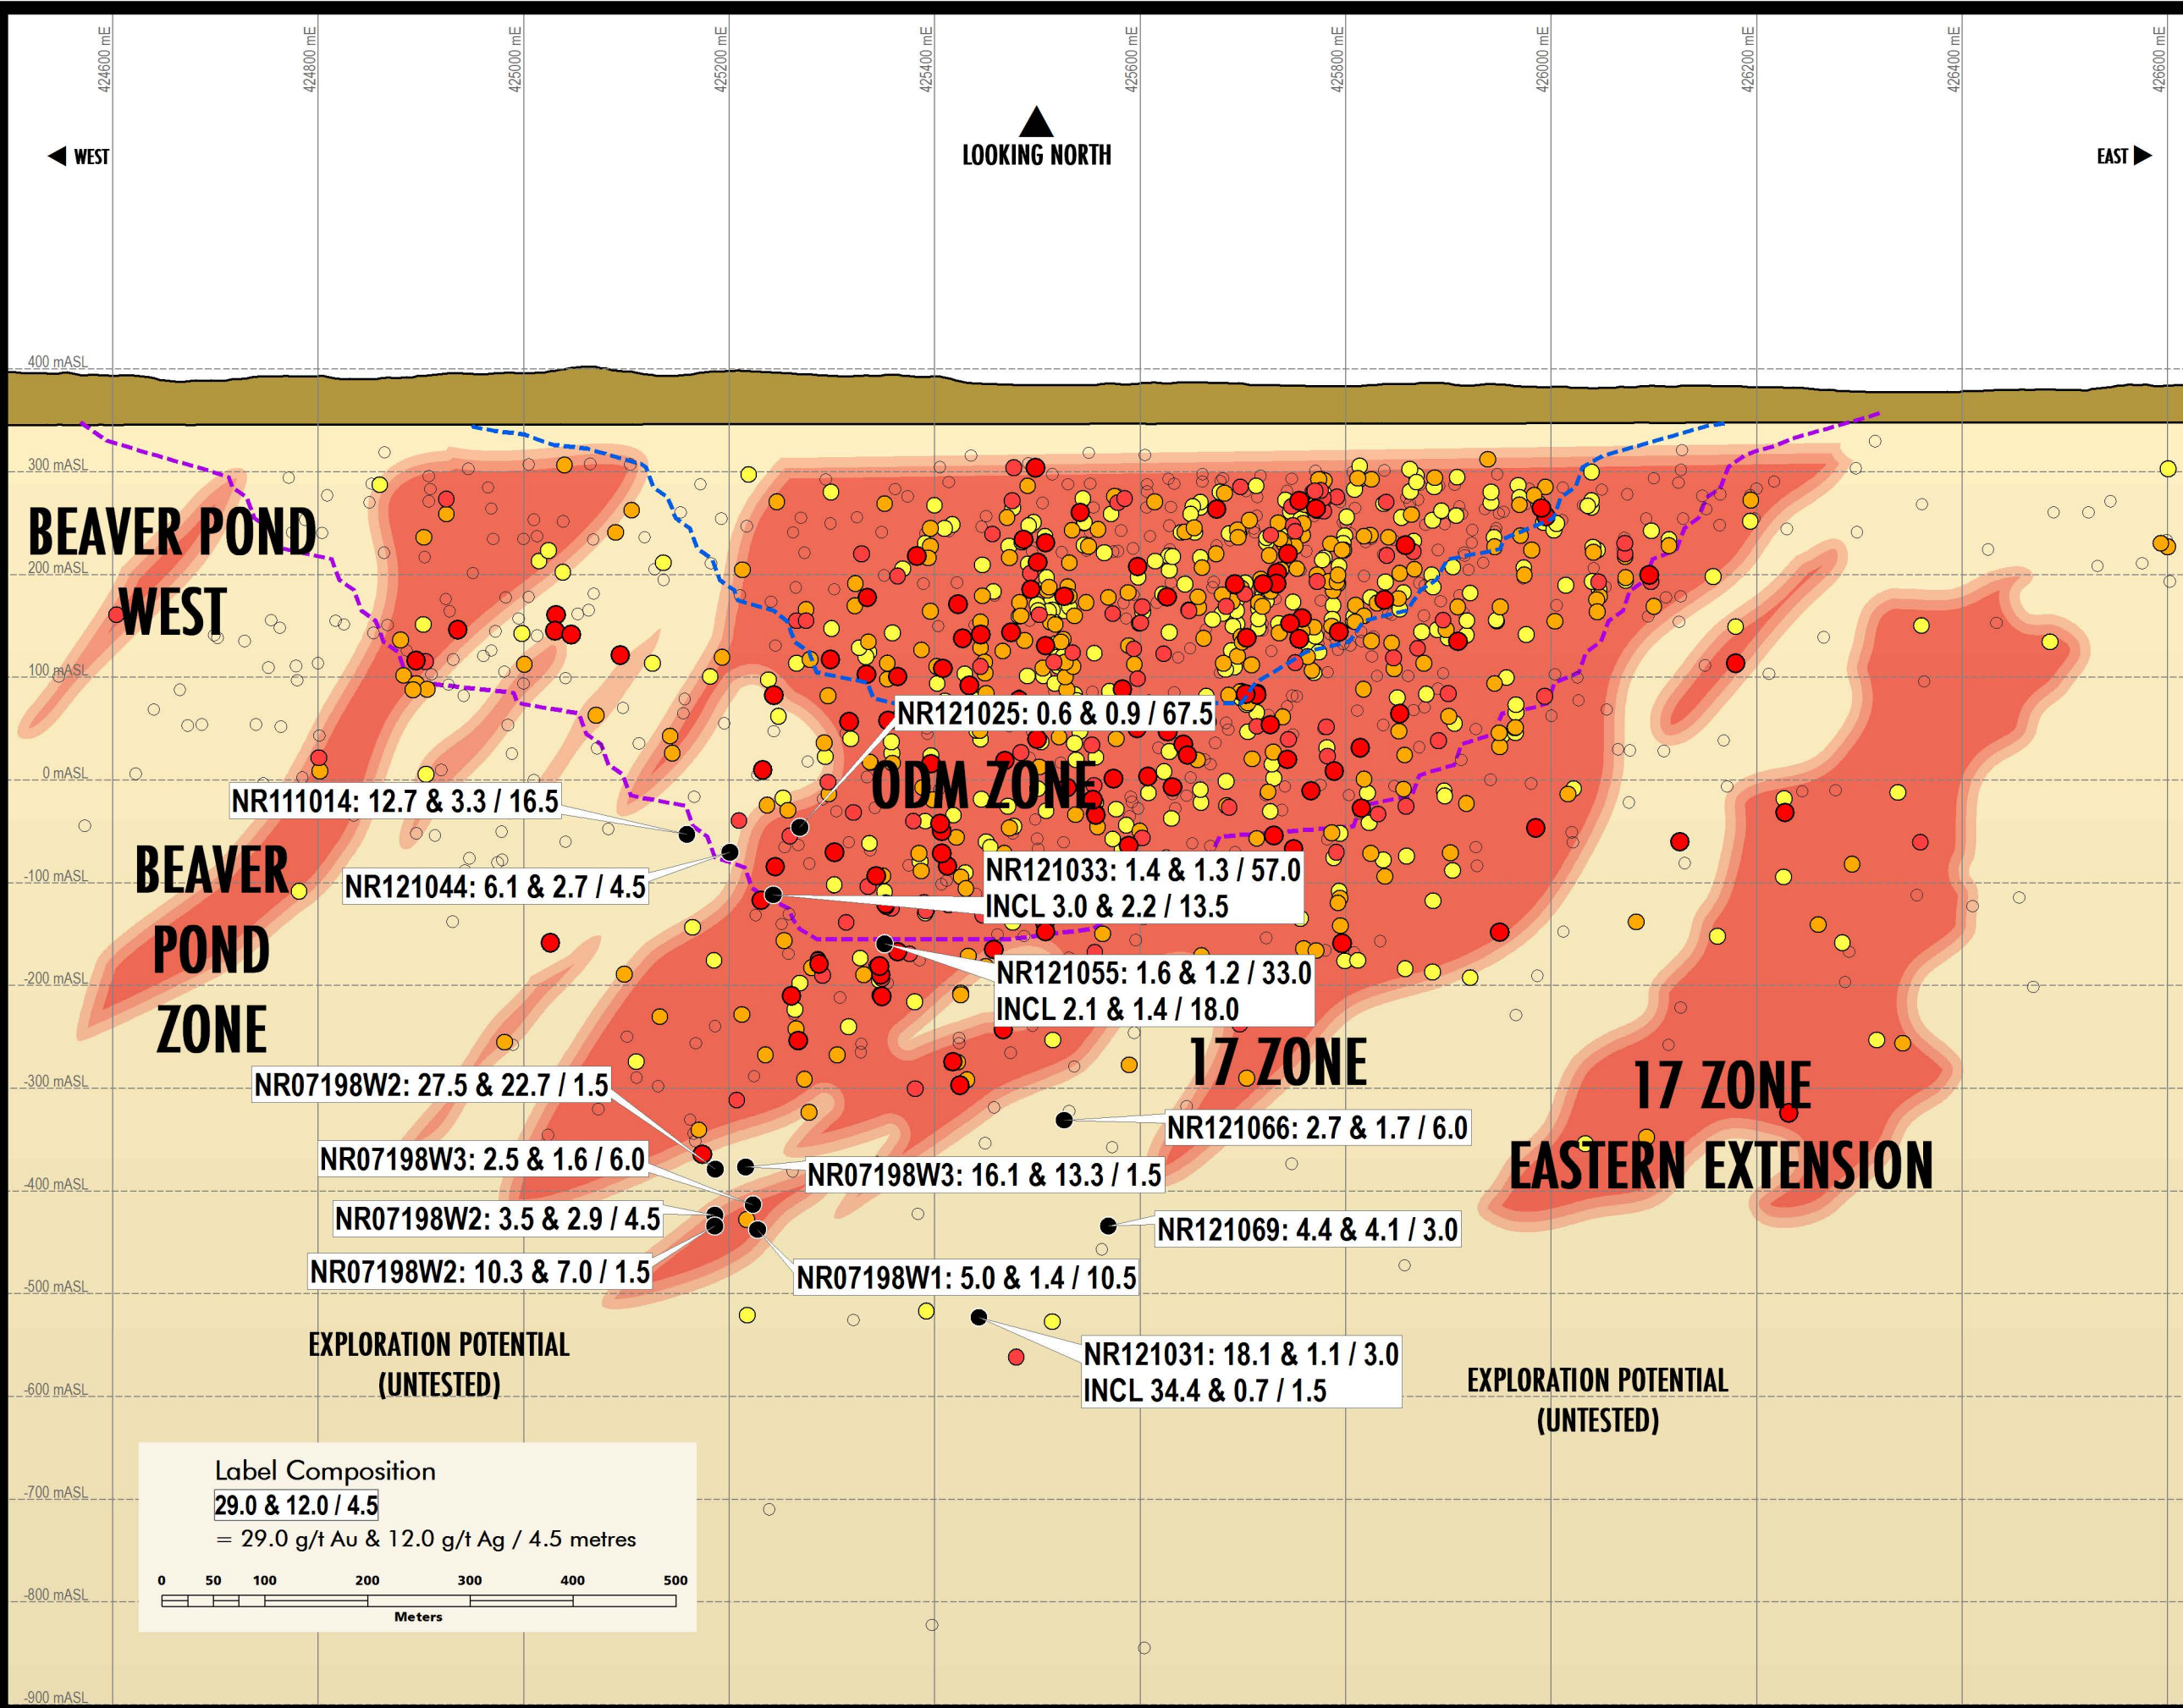 424600 mE
424800 mE
425000 mE
425200 mE
425400 mE
425600 mE
425800 mE
426000 mE
426200 mE
426400 mE
426600 mE
WEST
LOOKING NORTH
EAST
400 mASL
300 mASL
BEAVER POND
WEST
200 mASL
100 mASL
NR121025: 0.6 & 0.9 / 67.5
0 mASL
ODM ZONE
NR111014: 12.7 & 3.3 / 16.5
BEAVER
POND
ZONE
-100 mASL
NR121044: 6.1 & 2.7 / 4.5
NR121033: 1.4 & 1.3 / 57.0
INCL 3.0 & 2.2 / 13.5
-200 mASL
NR121055: 1.6 & 1.2 / 33.0
INCL 2.1 & 1.4 / 18.0
17 ZONE
-300 mASL
NR07198W2: 27.5 & 22.7 / 1.5
17 ZONE
EASTERN EXTENSION
NR121066: 2.7 & 1.7 / 6.0
NR07198W3: 2.5 & 1.6 / 6.0
NR07198W3: 16.1 & 13.3 / 1.5
-400 mASL
NR07198W2: 3.5 & 2.9 / 4.5
NR121069: 4.4 & 4.1 / 3.0
NR07198W2: 10.3 & 7.0 / 1.5
NR07198W1: 5.0 & 1.4 / 10.5
-500 mASL
EXPLORATION POTENTIAL
(UNTESTED)
NR121031: 18.1 & 1.1 / 3.0
INCL 34.4 & 0.7 / 1.5
EXPLORATION POTENTIAL
(UNTESTED)
-600 mASL
Label Composition
29.0 & 12.0 / 4.5
= 29.0 g/t Au & 12.0 g/t Ag / 4.5 metres
-700 mASL
0 50 100 200 300 400 500
Meters
-800 mASL
-900 mASL